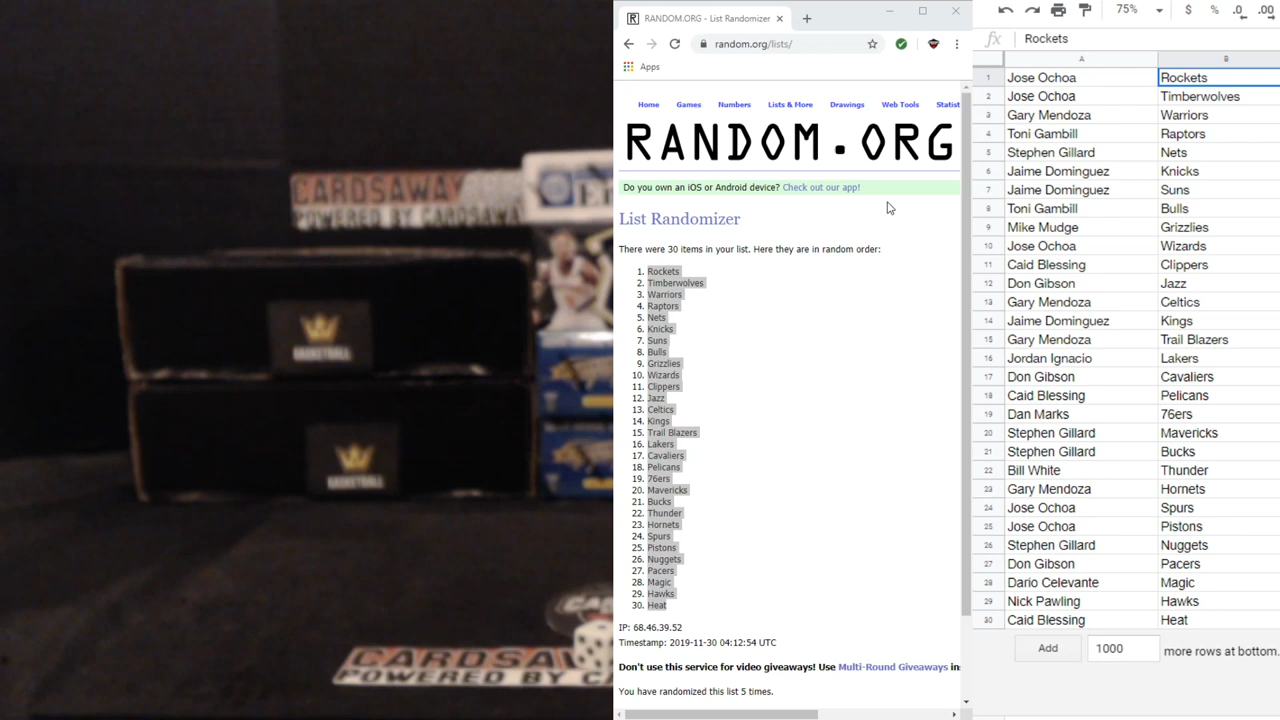 CARDSAWAY
POWERED BY CARDSAWA
BASKETBALL
BASKETBALL
RANDOM.ORG - List Randomizer
random.org/lists/
Apps
Home Games Numbers Lists & More Drawings Web Tools Statist
RANDOM.ORG
Do you own an iOS or Android device? Check out our app!
List Randomizer
There were 30 items in your list. Here they are in random order:
1. Rockets
2. Timberwolves
3. Warriors
4. Raptors
5. Nets
6. Knicks
7. Suns
8. Bulls
9. Grizzlies
10. Wizards
11. Clippers
12. Jazz
13. Celtics
14. Kings
15. Trail Blazers
16. Lakers
17. Cavaliers
18. Pelicans
19. 76ers
20. Mavericks
21. Bucks
22. Thunder
23. Hornets
24. Spurs
25. Pistons
26. Nuggets
27. Pacers
28. Magic
29. Hawks
30. Heat
IP: 68.46.39.52
Timestamp: 2019-11-30 04:12:54 UTC
Don't use this service for video giveaways! Use Multi-Round Giveaways in
You have randomized this list 5 times.
75% $ % .0 .00
fx Rockets
A B
1 Jose Ochoa Rockets
2 Jose Ochoa Timberwolves
3 Gary Mendoza Warriors
4 Toni Gambill Raptors
5 Stephen Gillard Nets
6 Jaime Dominguez Knicks
7 Jaime Dominguez Suns
8 Toni Gambill Bulls
9 Mike Mudge Grizzlies
10 Jose Ochoa Wizards
11 Caid Blessing Clippers
12 Don Gibson Jazz
13 Gary Mendoza Celtics
14 Jaime Dominguez Kings
15 Gary Mendoza Trail Blazers
16 Jordan Ignacio Lakers
17 Don Gibson Cavaliers
18 Caid Blessing Pelicans
19 Dan Marks 76ers
20 Stephen Gillard Mavericks
21 Stephen Gillard Bucks
22 Bill White Thunder
23 Gary Mendoza Hornets
24 Jose Ochoa Spurs
25 Jose Ochoa Pistons
26 Stephen Gillard Nuggets
27 Don Gibson Pacers
28 Dario Celevante Magic
29 Nick Pawling Hawks
30 Caid Blessing Heat
Add 1000 more rows at bottom.
CARDSA
POWERED BY C